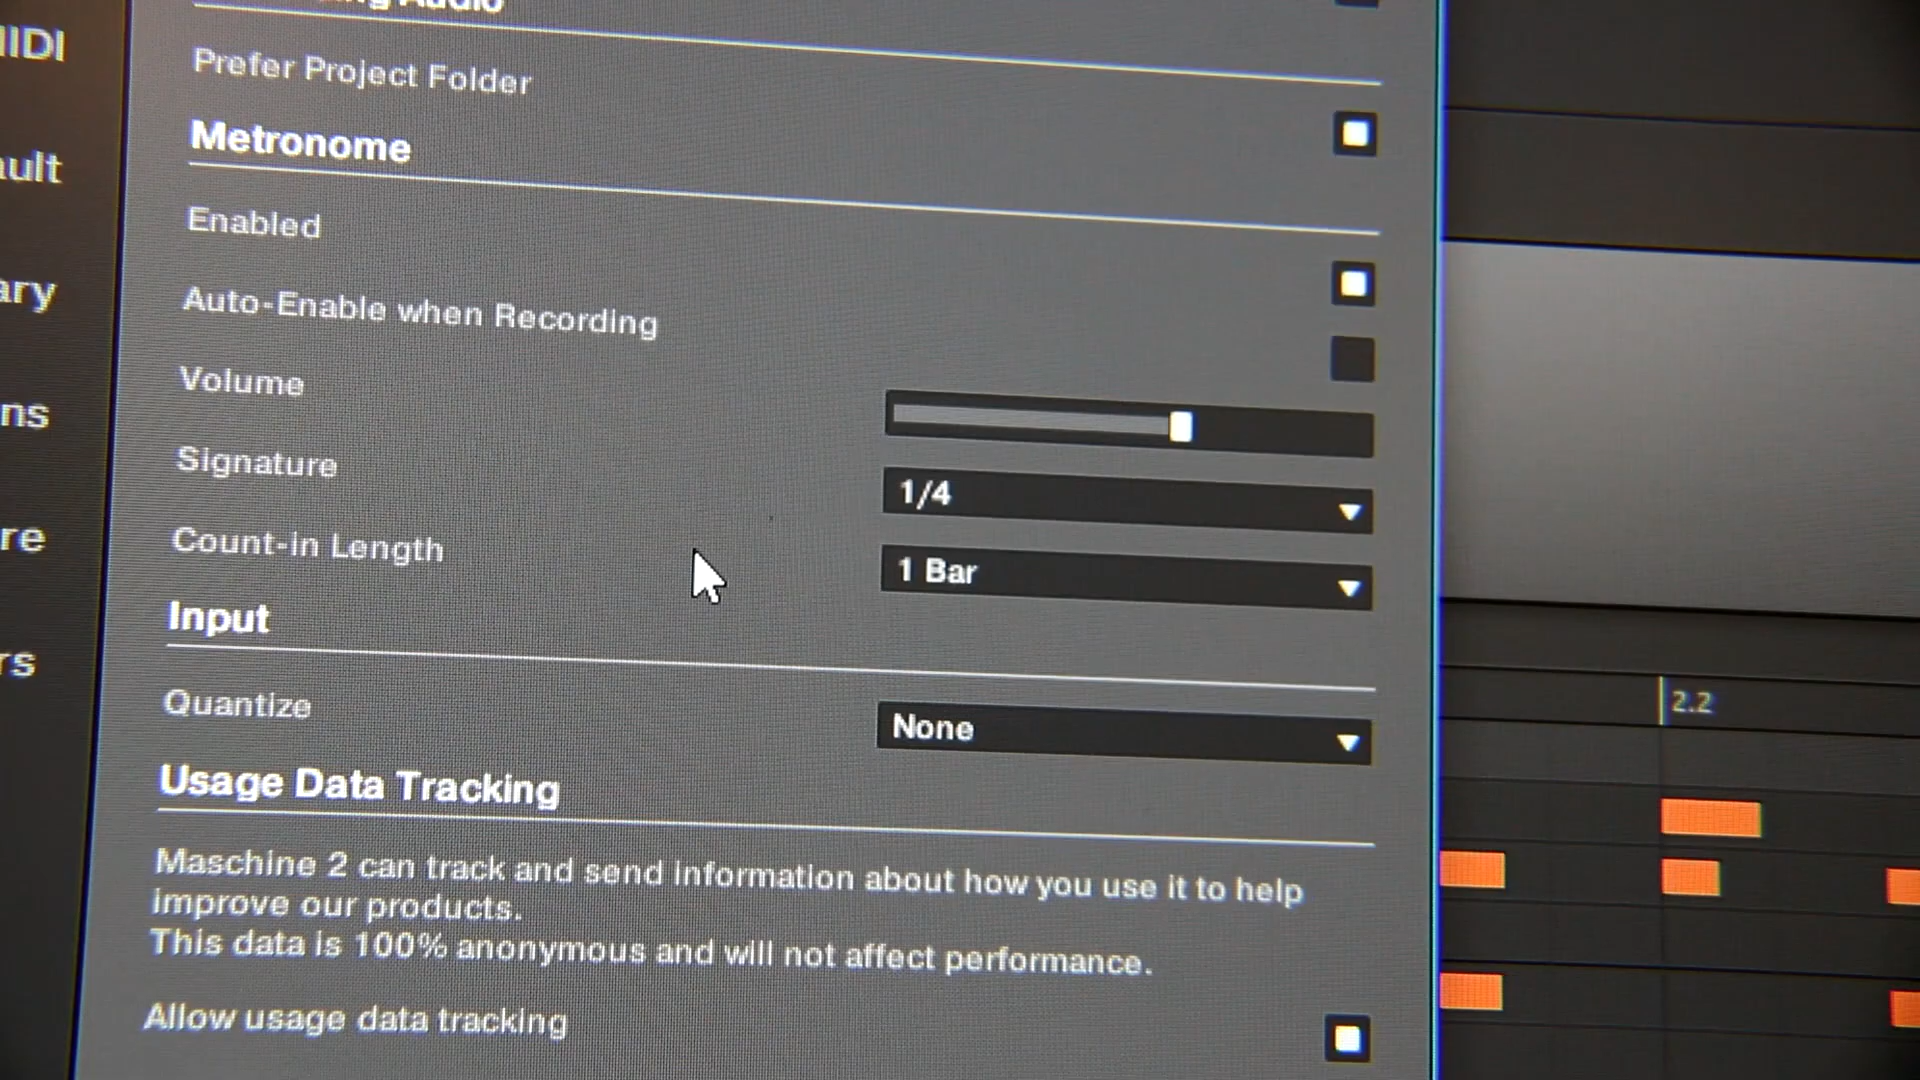 Audio
Prefer Project Folder
Metronome
Enabled
Auto-Enable when Recording
Volume
Signature
1/4
Count-in Length
1 Bar
Input
Quantize
None
Usage Data Tracking
Maschine 2 can track and send information about how you use it to help
improve our products.
This data is 100% anonymous and will not affect performance.
Allow usage data tracking
2.2